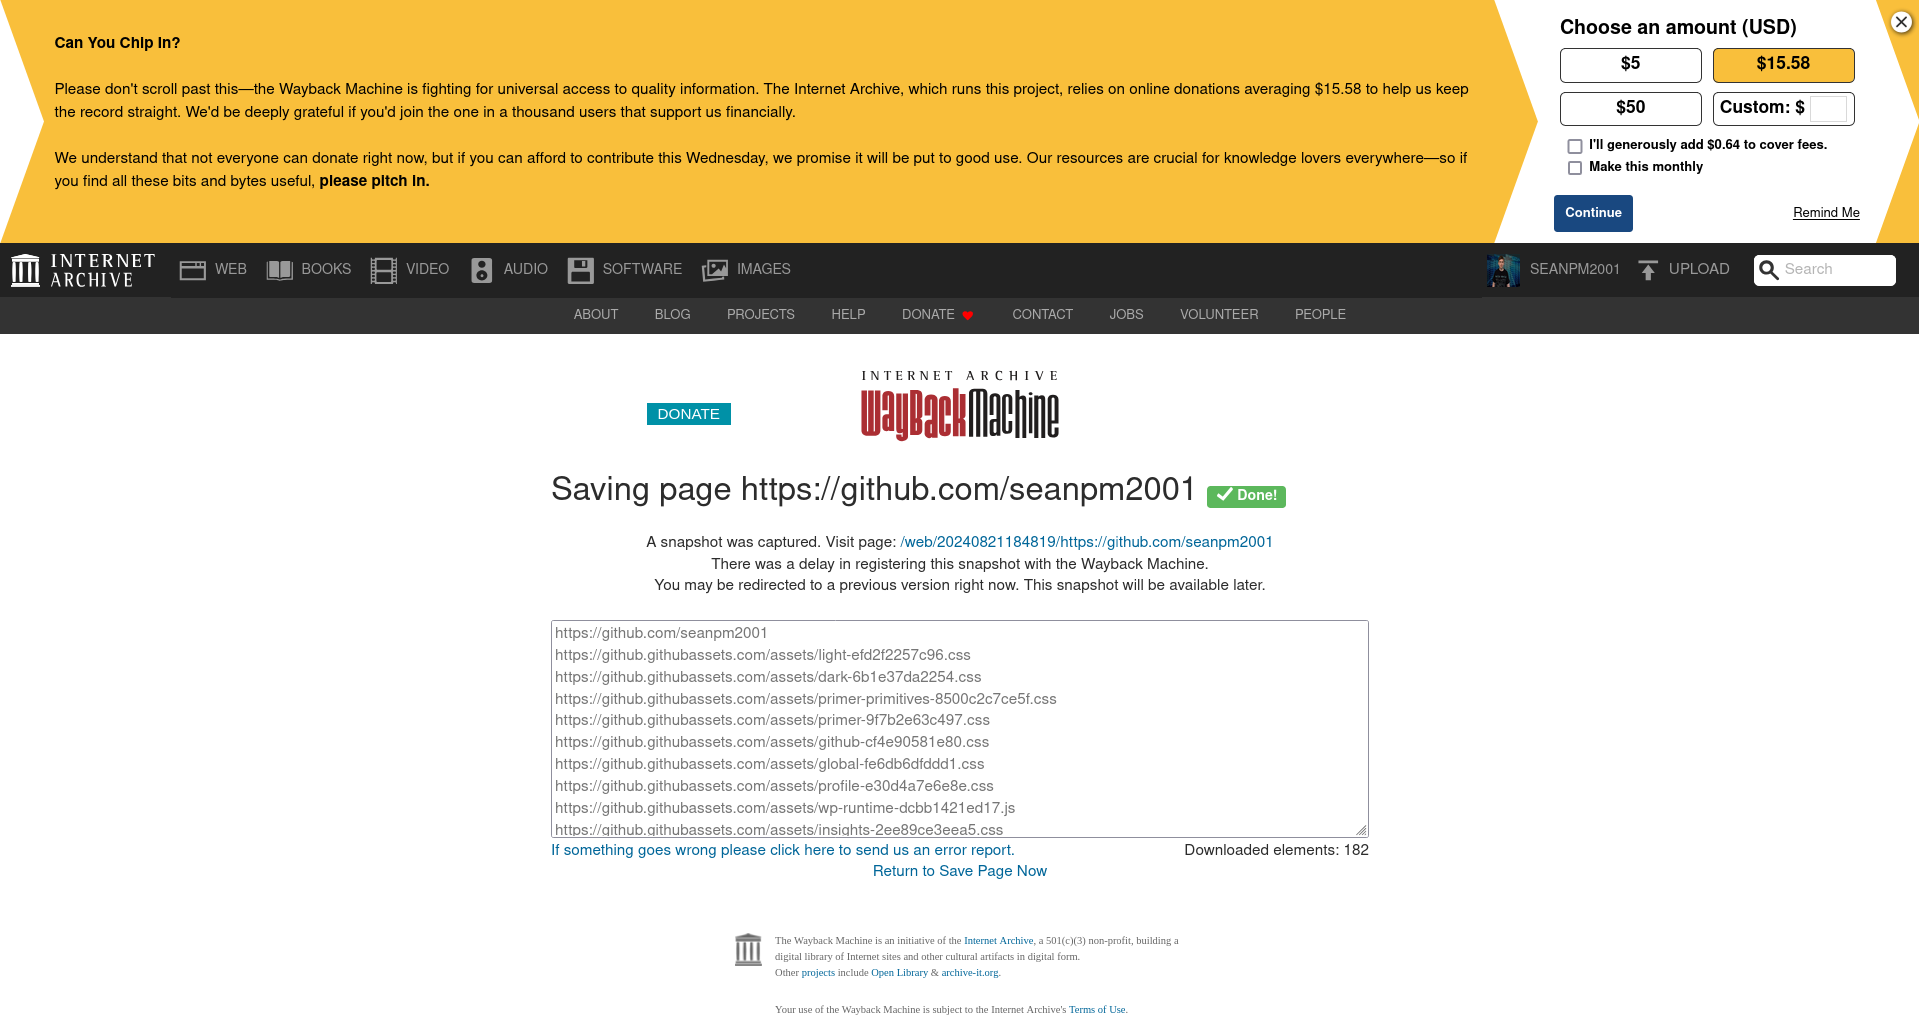 Can You Chip In?
Please don't scroll past this—the Wayback Machine is fighting for universal access to quality information. The Internet Archive, which runs this project, relies on online donations averaging $15.58 to help us keep
the record straight. We'd be deeply grateful if you'd join the one in a thousand users that support us financially.
We understand that not everyone can donate right now, but if you can afford to contribute this Wednesday, we promise it will be put to good use. Our resources are crucial for knowledge lovers everywhere—so if
you find all these bits and bytes useful, please pitch in.
Choose an amount (USD)
$5
$15.58
$50
Custom: $
I'll generously add $0.64 to cover fees.
Make this monthly
Continue
Remind Me
INTERNET
ARCHIVE
WEB
BOOKS
VIDEO
AUDIO
SOFTWARE
IMAGES
SEANPM2001
UPLOAD
Search
ABOUT
BLOG
PROJECTS
HELP
DONATE
CONTACT
JOBS
VOLUNTEER
PEOPLE
INTERNET ARCHIVE
DONATE
WayBackMachine
Saving page https://github.com/seanpm2001 Done!
A snapshot was captured. Visit page: /web/20240821184819/https://github.com/seanpm2001
There was a delay in registering this snapshot with the Wayback Machine.
You may be redirected to a previous version right now. This snapshot will be available later.
https://github.com/seanpm2001
https://github.githubassets.com/assets/light-efd2f2257c96.css
https://github.githubassets.com/assets/dark-6b1e37da2254.css
https://github.githubassets.com/assets/primer-primitives-8500c2c7ce5f.css
https://github.githubassets.com/assets/primer-9f7b2e63c497.css
https://github.githubassets.com/assets/github-cf4e90581e80.css
https://github.githubassets.com/assets/global-fe6db6dfddd1.css
https://github.githubassets.com/assets/profile-e30d4a7e6e8e.css
https://github.githubassets.com/assets/wp-runtime-dcbb1421ed17.js
https://github.githubassets.com/assets/insights-2ee89ce3eea5.css
If something goes wrong please click here to send us an error report.
Downloaded elements: 182
Return to Save Page Now
The Wayback Machine is an initiative of the Internet Archive, a 501(c)(3) non-profit, building a
digital library of Internet sites and other cultural artifacts in digital form.
Other projects include Open Library & archive-it.org.
Your use of the Wayback Machine is subject to the Internet Archive's Terms of Use.